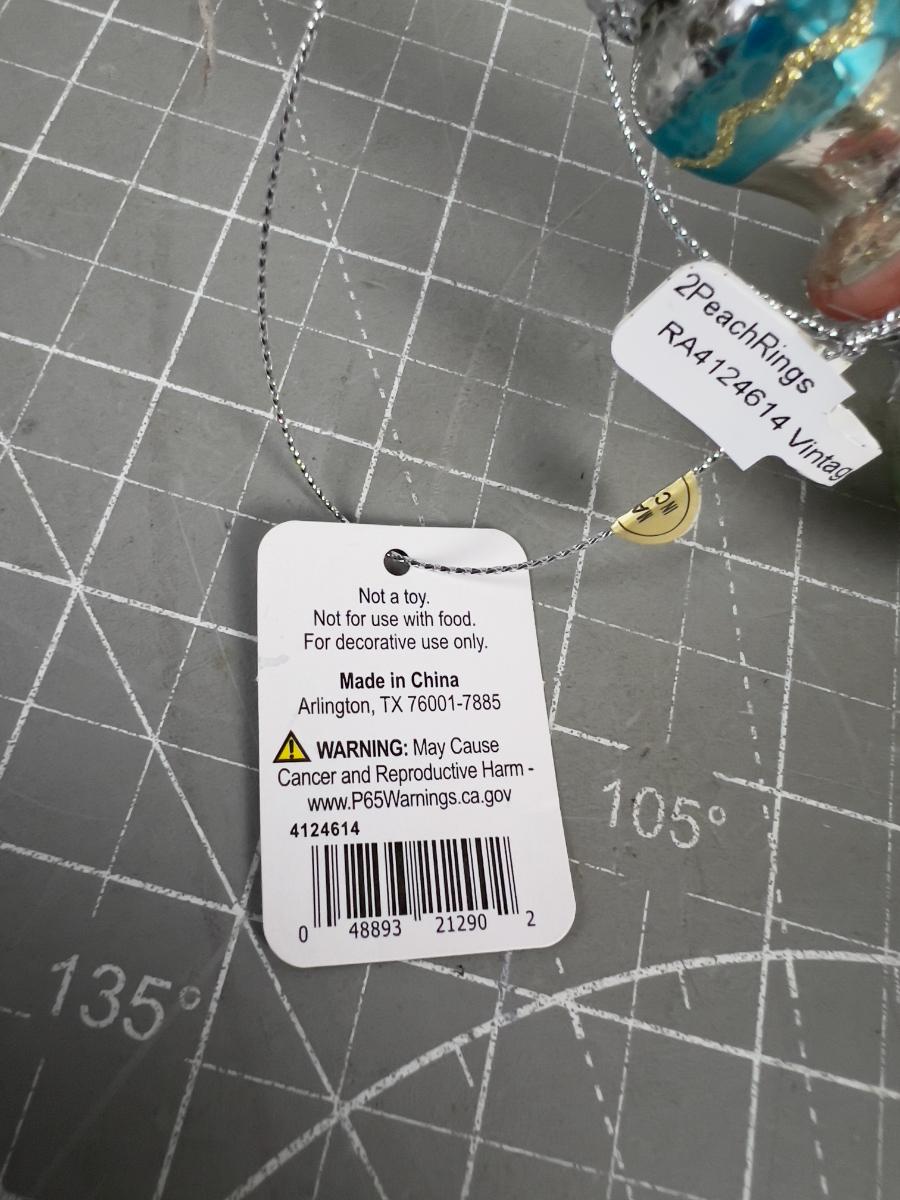 2PeachRings
RA4124614 Vintag
Not a toy.
Not for use with food.
For decorative use only.
Made in China
Arlington, TX 76001-7885
WARNING: May Cause
Cancer and Reproductive Harm -
www.P65Warnings.ca.gov
4124614
0 48893 21290 2
105°
135°